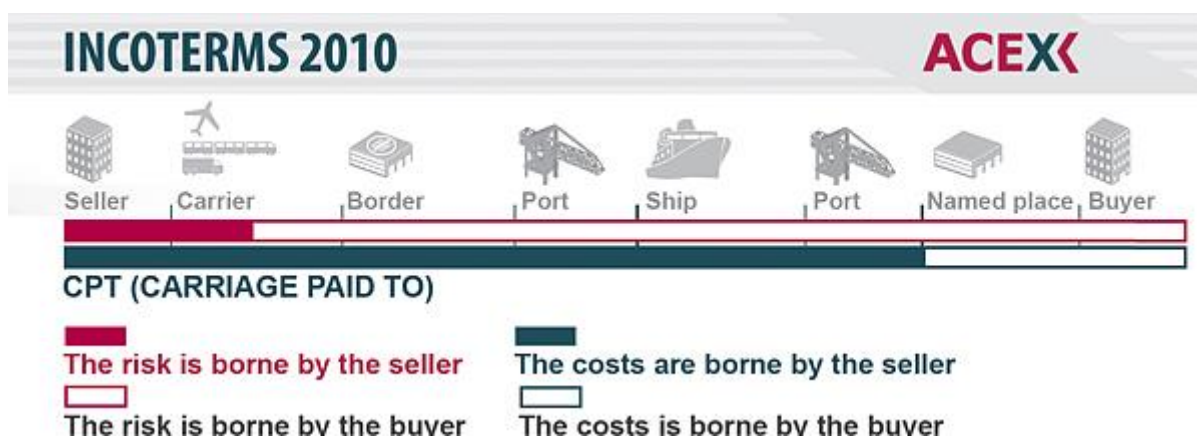 INCOTERMS 2010 ACEX
Seller Carrier Border Port Ship Port Named place Buyer
CPT (CARRIAGE PAID TO)
The risk is borne by the seller The costs are borne by the seller
The risk is borne by the buyer The costs is borne by the buyer